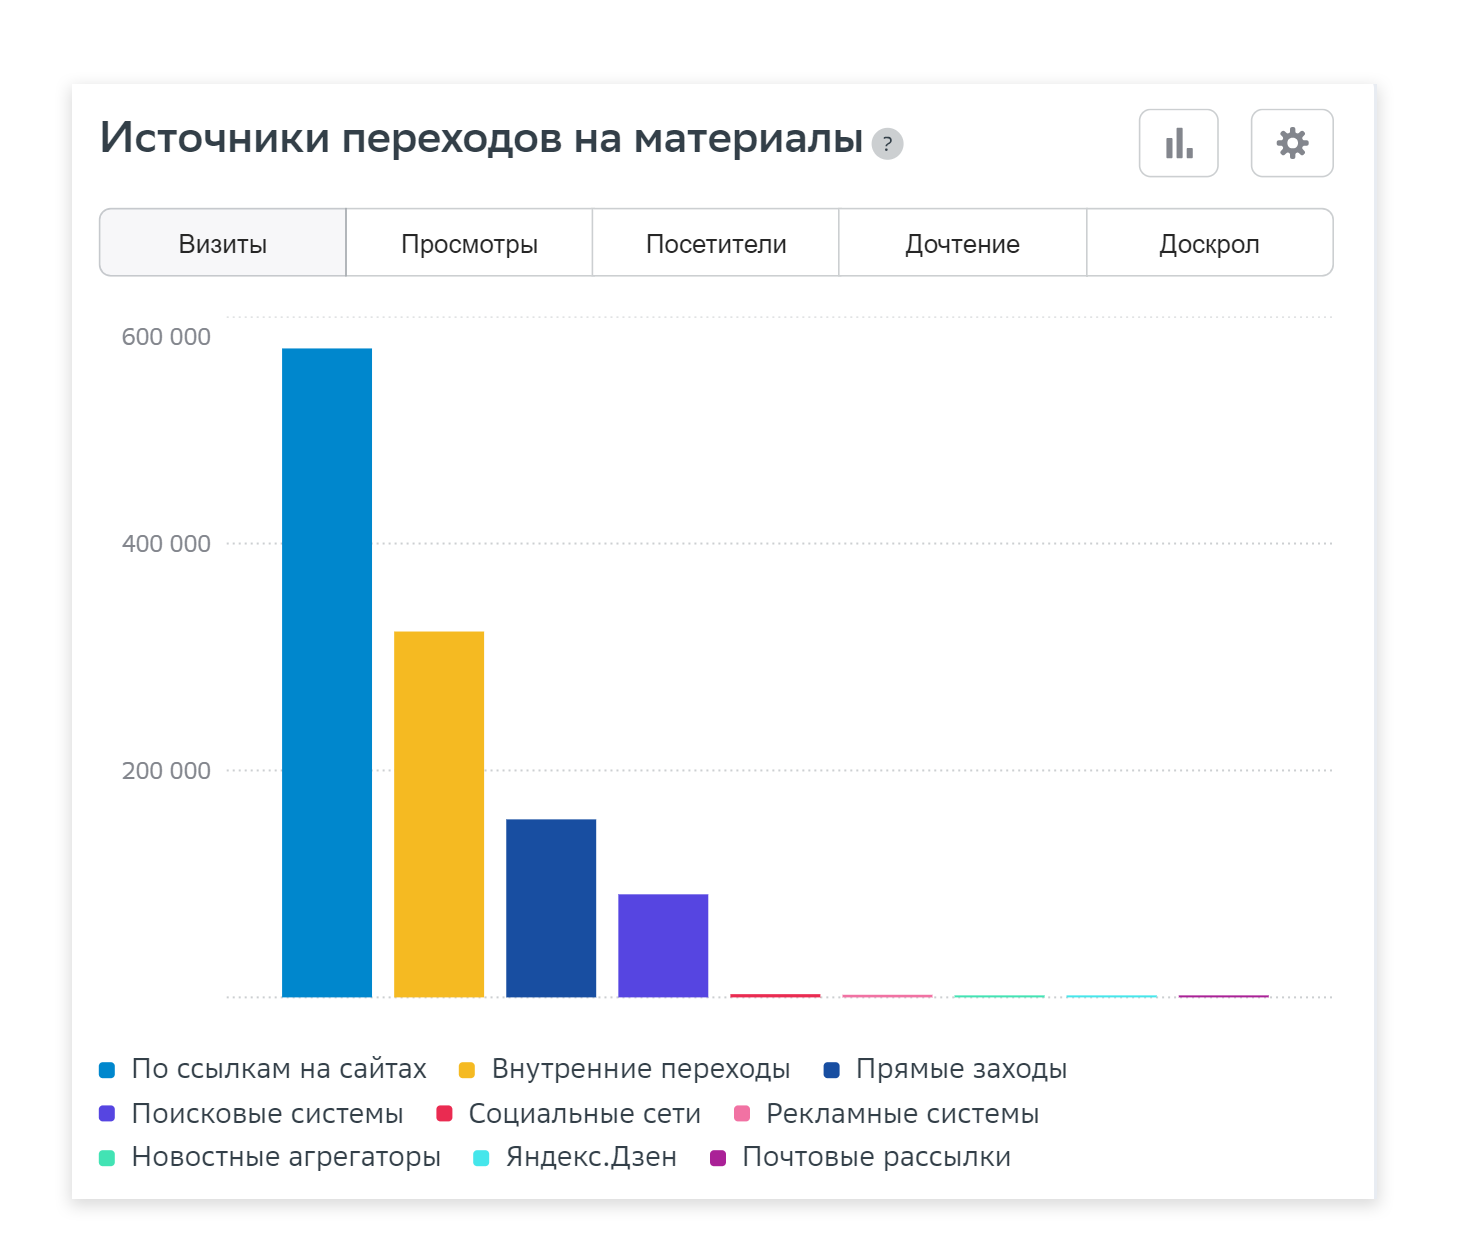 Источники переходов на материалы ?
Визиты Просмотры Посетители Дочтение Доскрол
600 000
400 000
200 000
По ссылкам на сайтах Внутренние переходы Прямые заходы
Поисковые системы Социальные сети Рекламные системы
Новостные агрегаторы Яндекс.Дзен Почтовые рассылки